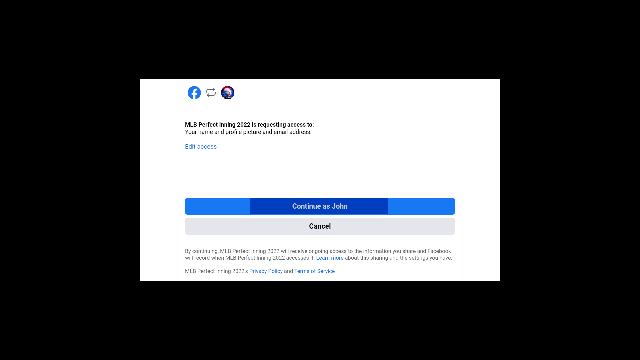 MLB Perfect Inning 2022 is requesting access to:
Your name and profile picture and email address.
Edit access
Continue as John
Cancel
By continuing, MLB Perfect Inning 2022 will receive ongoing access to the information you share and Facebook
will record when MLB Perfect Inning 2022 accesses it. Learn more about this sharing and the settings you have.
MLB Perfect Inning 2022's Privacy Policy and Terms of Service